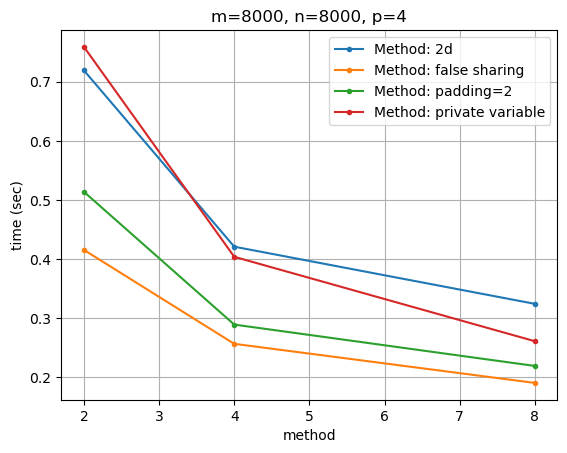 m=8000, n=8000, p=4
Method: 2d
Method: false sharing
Method: padding=2
Method: private variable
time (sec)
0.7
0.6
0.5
0.4
0.3
0.2
2 3 4 5 6 7 8
method